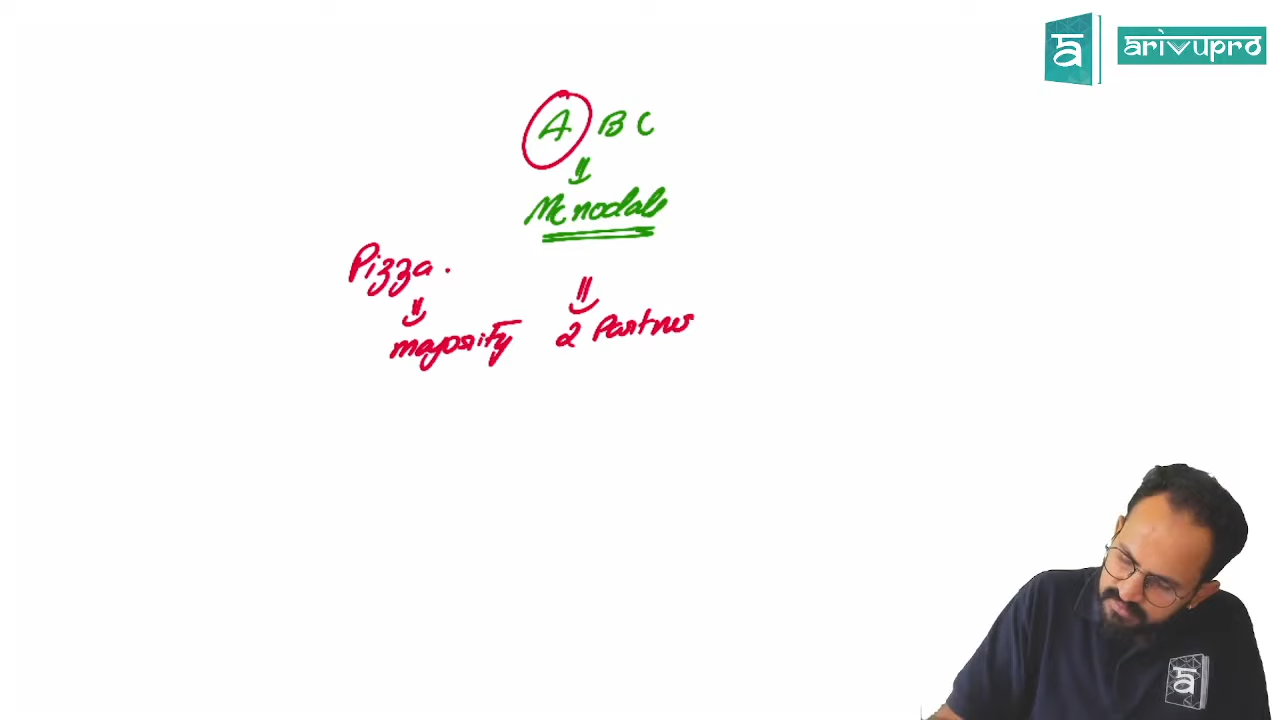 arivupro
A B C
Mc nodals
Pizza.
majority
2 Partner